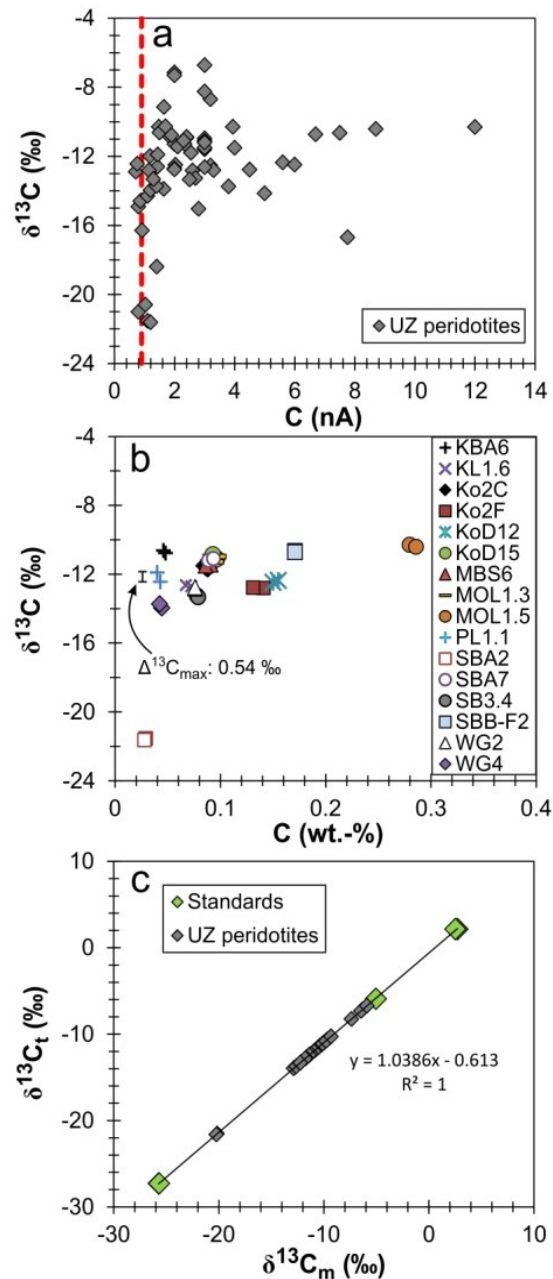 a
-4
-8
-12
-16
-20
-24
δ¹³C (‰)
0 2 4 6 8 10 12 14
C (nA)
UZ peridotites
b
-4
-8
-12
-16
-20
-24
δ¹³C (‰)
Δ¹³Cmax: 0.54 ‰
KBA6
KL1.6
Ko2C
Ko2F
KoD12
KoD15
MBS6
MOL1.3
MOL1.5
PL1.1
SBA2
SBA7
SB3.4
SBB-F2
WG2
WG4
0 0.1 0.2 0.3 0.4
C (wt.-%)
c
10
0
-10
-20
-30
δ¹³Cₜ (‰)
Standards
UZ peridotites
y = 1.0386x - 0.613
R² = 1
-30 -20 -10 0 10
δ¹³Cₘ (‰)